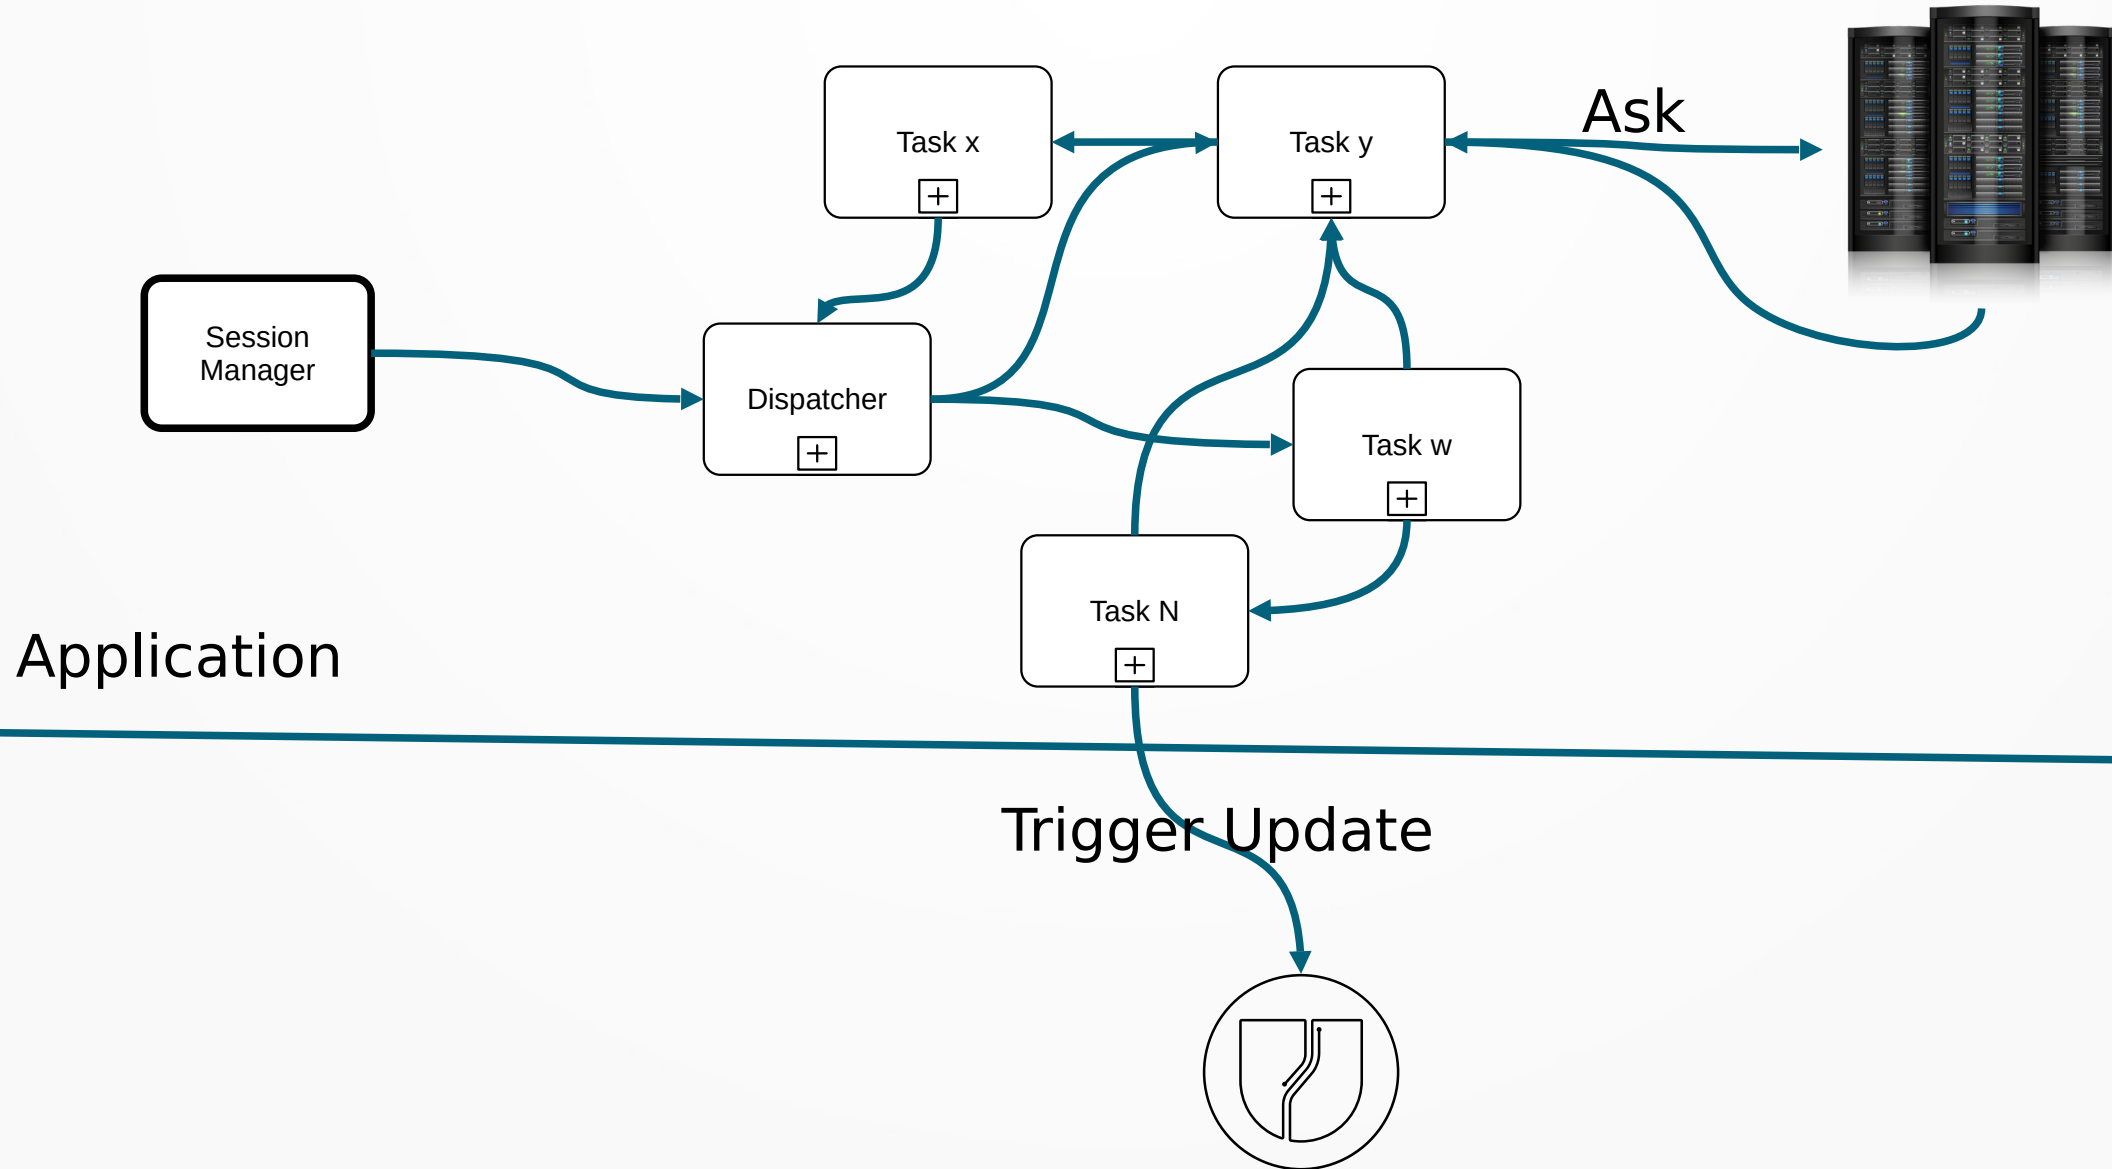 Ask
Task x
Task y
Session
Manager
Dispatcher
Task w
Task N
Application
Trigger Update